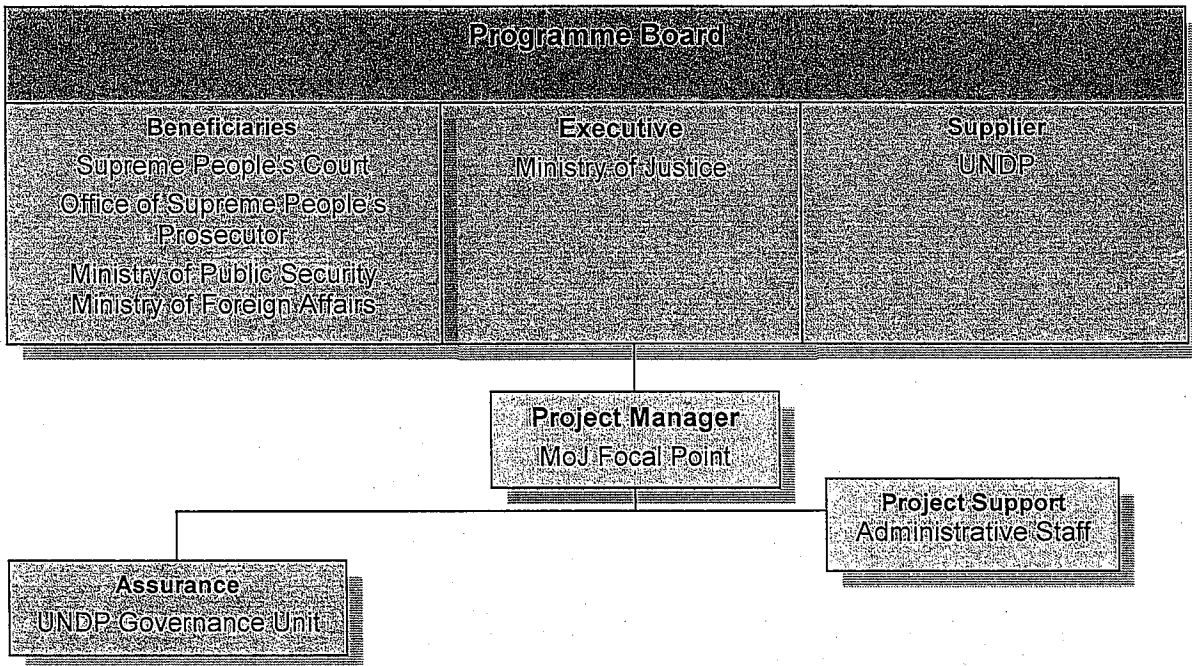 Programme Board
Beneficiaries
Supreme People's Court
Office of Supreme People's
Prosecutor
Ministry of Public Security
Ministry of Foreign Affairs
Executive
Ministry of Justice
Supplier
UNDP
Project Manager
MoJ Focal Point
Project Support
Administrative Staff
Assurance
UNDP Governance Unit